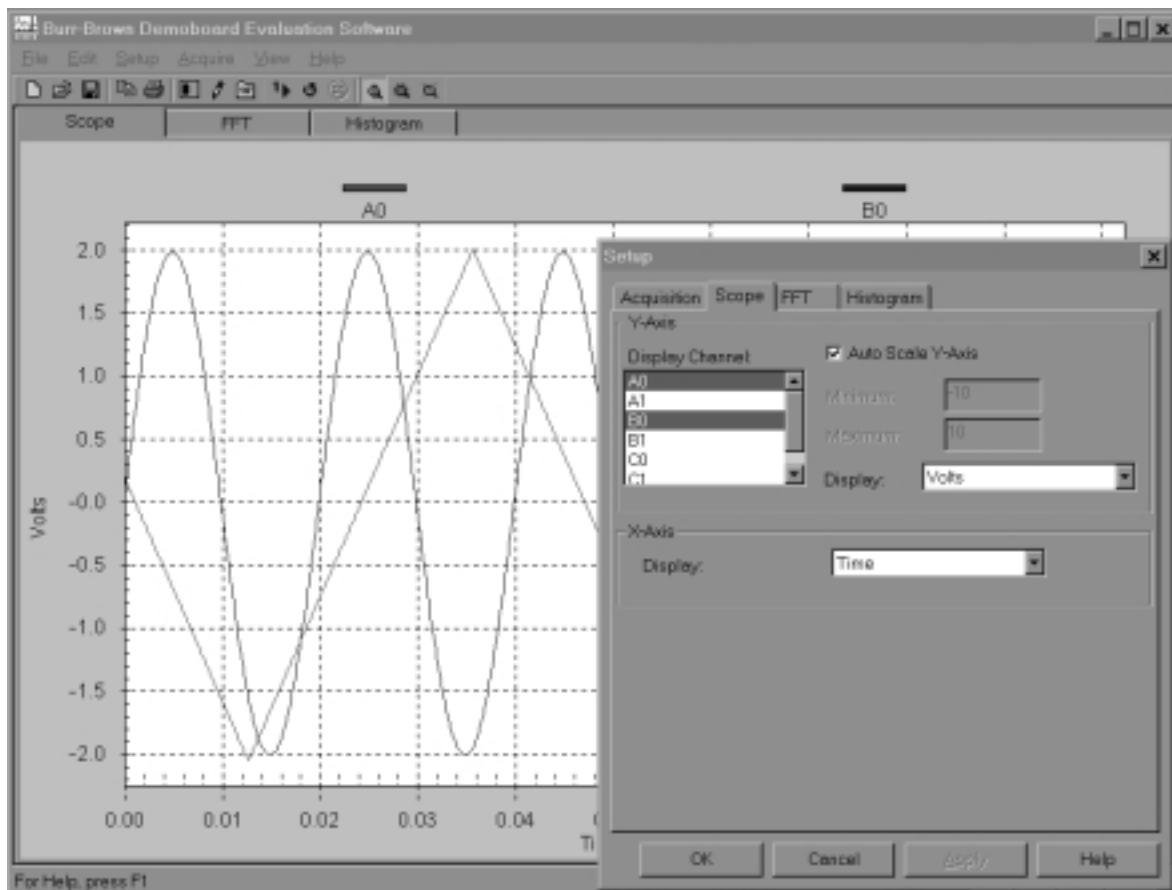 Burr-Brown Demoboard Evaluation Software
File Edit Setup Acquire View Help
Scope FFT Histogram
A0 B0
2.0
1.5
1.0
0.5
-0.0
-0.5
-1.0
-1.5
-2.0
Volts
0.00 0.01 0.02 0.03 0.04
Ti
Setup
Acquisition Scope FFT Histogram
Y-Axis
Display Channel:
A0
A1
B0
B1
C0
C1
Auto Scale Y-Axis
Minimum: -10
Maximum: 10
Display: Volts
X-Axis
Display: Time
OK Cancel Apply Help
For Help, press F1